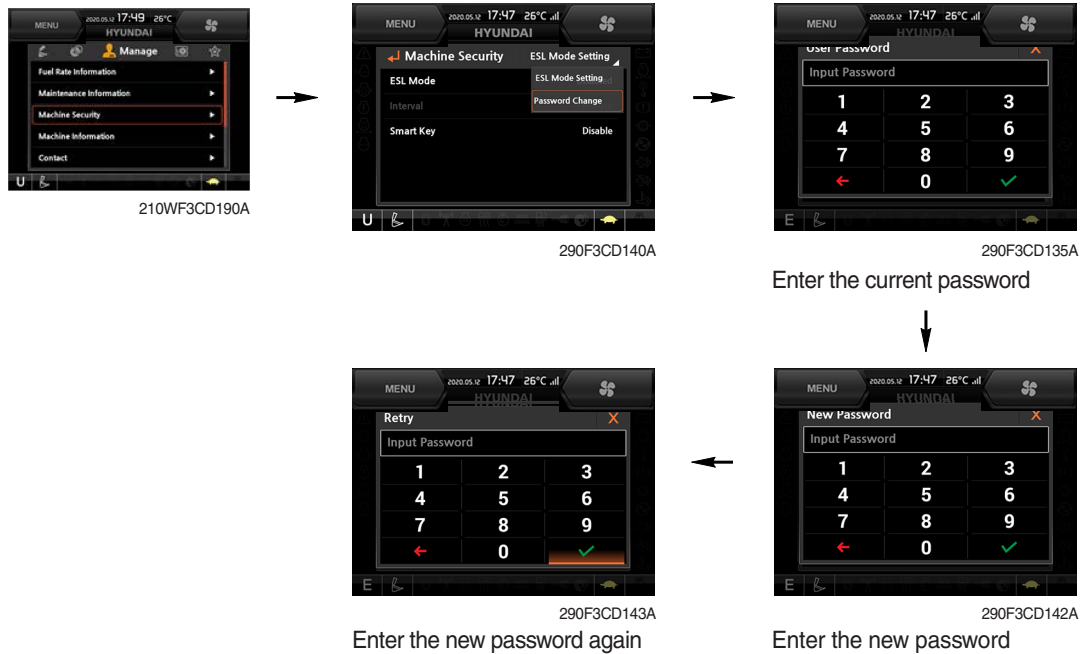 MENU 2020.05.12 17:49 26°C
HYUNDAI
Manage
Fuel Rate Information
Maintenance Information
Machine Security
Machine Information
Contact
U
210WF3CD190A
MENU 2020.05.12 17:47 26°C
HYUNDAI
Machine Security ESL Mode Setting
ESL Mode ESL Mode Setting
Interval Password Change
Smart Key Disable
U
290F3CD140A
MENU 2020.05.12 17:47 26°C
HYUNDAI
User Password X
Input Password
1 2 3
4 5 6
7 8 9
0
E
290F3CD135A
Enter the current password
MENU 2020.05.12 17:47 26°C
HYUNDAI
New Password X
Input Password
1 2 3
4 5 6
7 8 9
0
E
290F3CD142A
Enter the new password
MENU 2020.05.12 17:47 26°C
HYUNDAI
Retry X
Input Password
1 2 3
4 5 6
7 8 9
0
E
290F3CD143A
Enter the new password again